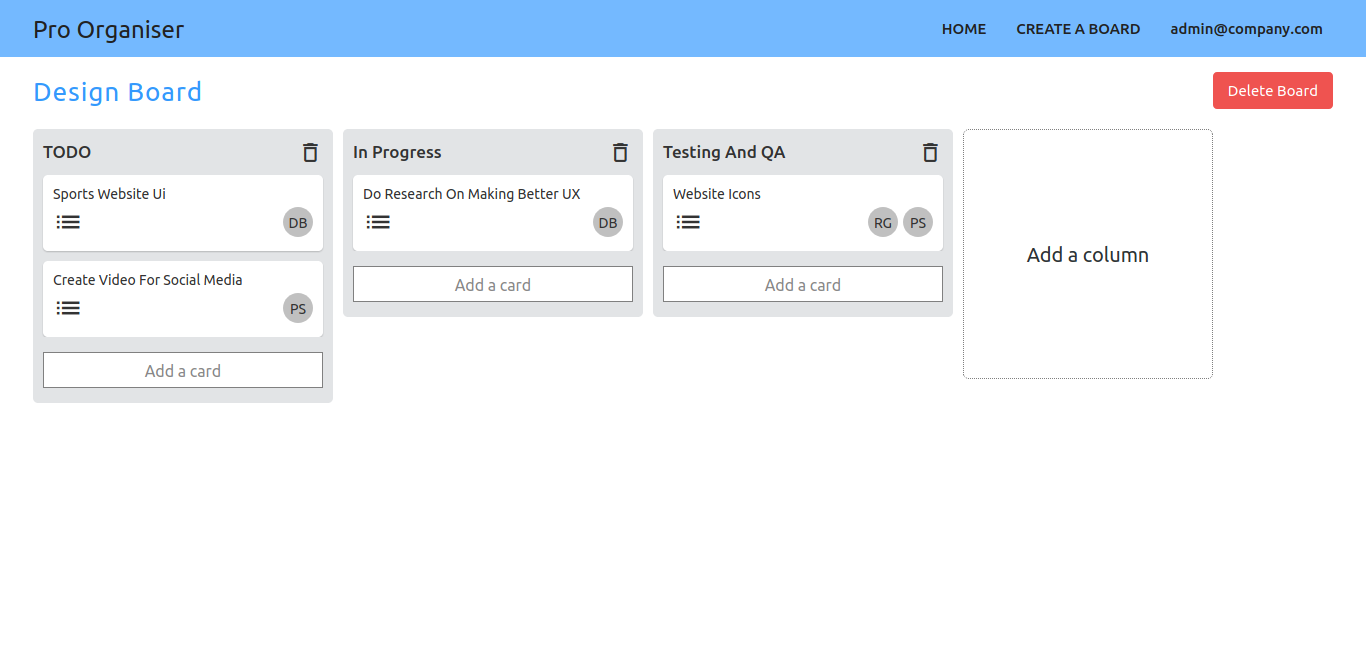 Pro Organiser
HOME
CREATE A BOARD
admin@company.com
Design Board
Delete Board
TODO
Sports Website Ui
DB
Create Video For Social Media
PS
Add a card
In Progress
Do Research On Making Better UX
DB
Add a card
Testing And QA
Website Icons
RG
PS
Add a card
Add a column